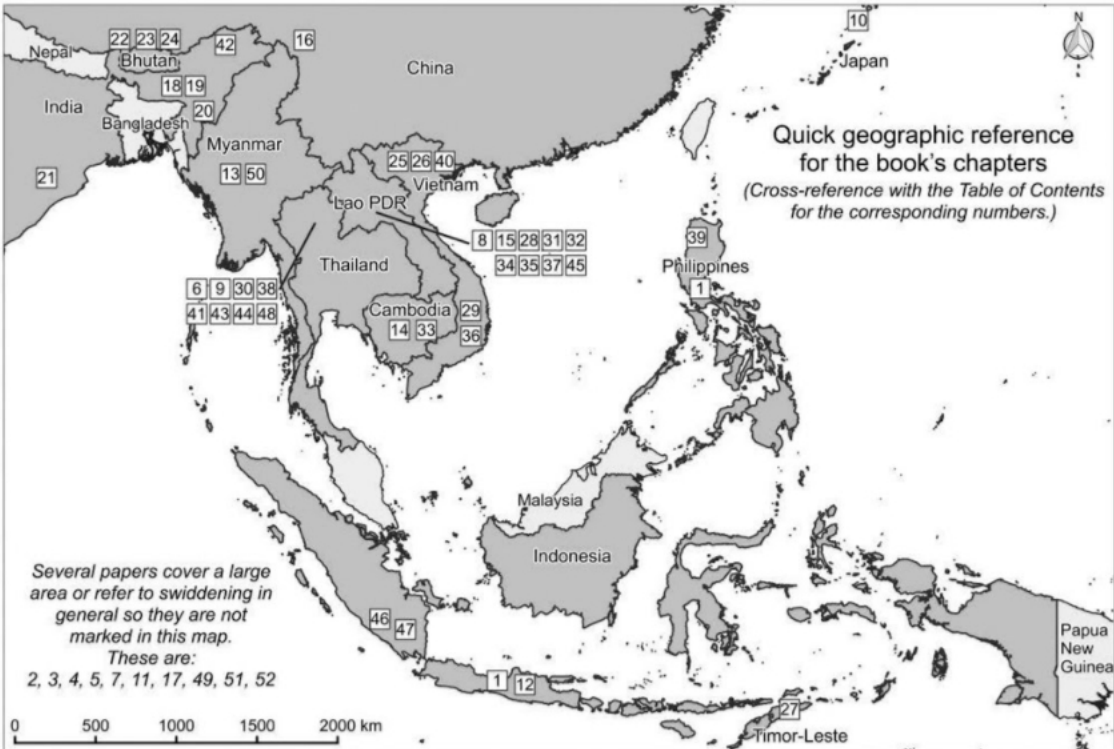 22 23 24
42
16
10
N
Nepal
Bhutan
China
Japan
18 19
India
20
Bangladesh
Myanmar
Quick geographic reference
for the book's chapters
(Cross-reference with the Table of Contents
for the corresponding numbers.)
21
13 50
25 26 40
Vietnam
Lao PDR
8 15 28 31 32
34 35 37 45
39
Philippines
1
Thailand
6 9 30 38
41 43 44 48
Cambodia
14 33
29
36
Malaysia
Indonesia
Several papers cover a large
area or refer to swiddening in
general so they are not
marked in this map.
These are:
2, 3, 4, 5, 7, 11, 17, 49, 51, 52
46
47
Papua
New
Guinea
1
12
27
Timor-Leste
0 500 1000 1500 2000 km